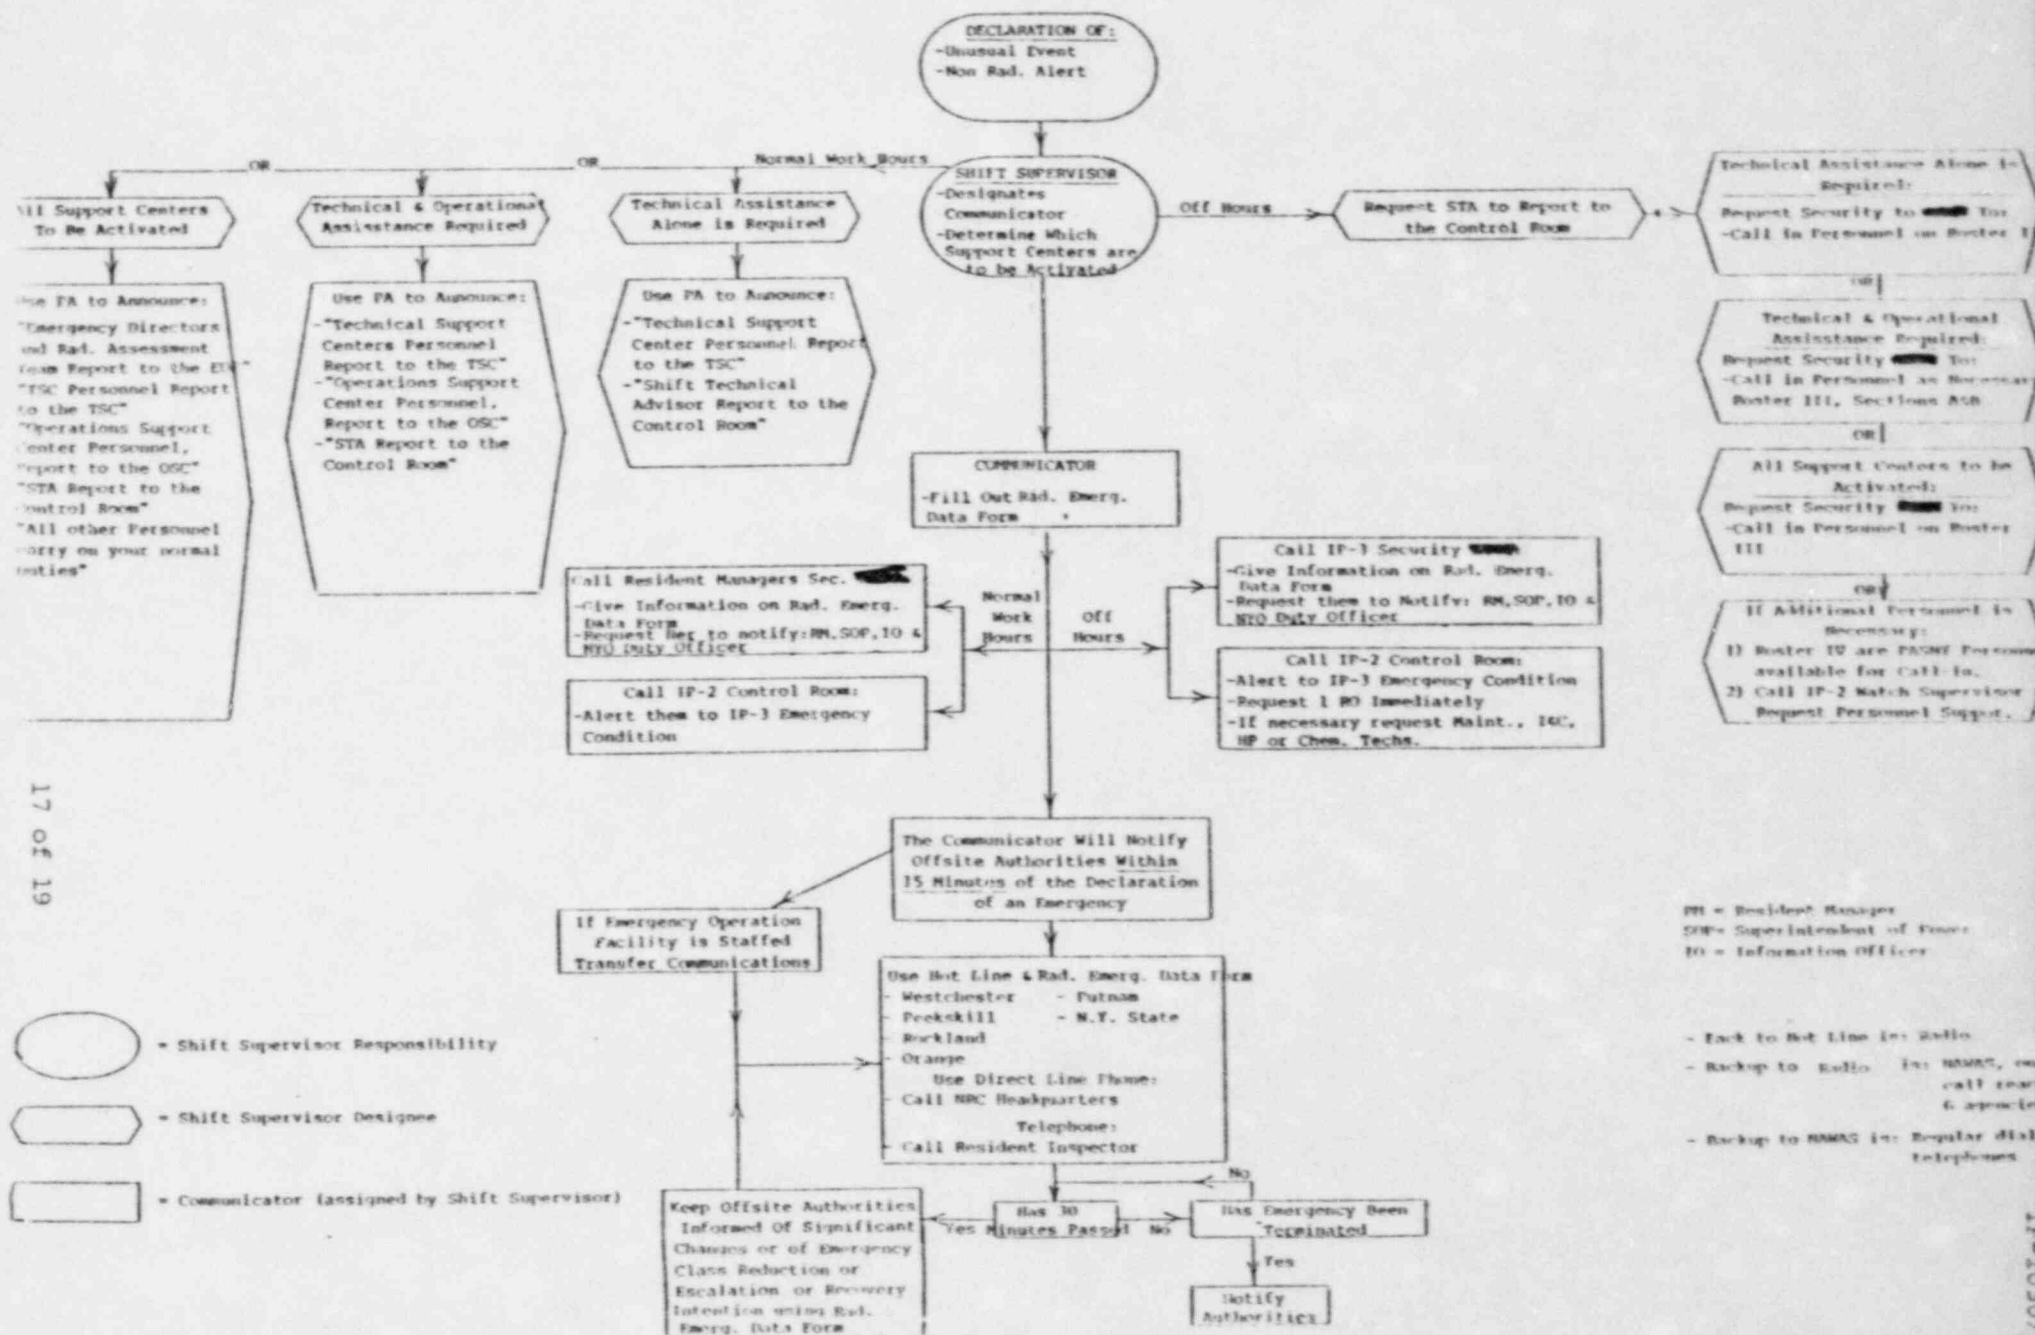 DECLARATION OF:
-Unusual Event
-Non Rad. Alert
OR
OR
Normal Work Hours
SHIFT SUPERVISOR
-Designates
Communicator
-Determine Which
Support Centers are
to be Activated
Off Hours
Support Centers
To Be Activated
Technical & Operational
Assisstance Required
Technical Assistance
Alone is Required
Request STA to Report to
the Control Room
Technical Assistance Alone is
Required:
Request Security to To:
-Call in Personnel on Roster
PA to Announce:
"Emergency Directors
Rad. Assessment
Team Report to the
"TSC Personnel Report
to the TSC"
"Operations Support
Center Personnel,
Report to the OSC"
"STA Report to the
Control Room"
"All other Personnel
carry on your normal
duties"
Use PA to Announce:
-"Technical Support
Centers Personnel
Report to the TSC"
-"Operations Support
Center Personnel,
Report to the OSC"
-"STA Report to the
Control Room"
Use PA to Announce:
-"Technical Support
Center Personnel Report
to the TSC"
-"Shift Technical
Advisor Report to the
Control Room"
OR
Technical & Operational
Assisstance Required:
Request Security To:
-Call in Personnel as
Roster III, Sections
OR
All Support Centers to be
Activated:
Request Security To:
-Call in Personnel on Roster
III
OR
If Additional Personnel is
Necessary:
1) Roster IV are PASNY
available for Call-in.
2) Call IP-2 Watch Supervisor
Request Personnel Support.
COMMUNICATOR
-Fill Out Rad. Emerg.
Data Form
Call Resident Managers Sec.
-Give Information on Rad. Emerg.
Data Form
-Request Her to notify:RM,SOP,IO &
NYO Duty Officer
Call IP-2 Control Room:
-Alert them to IP-3 Emergency
Condition
Normal
Work
Hours
Off
Hours
Call IP-3 Security
-Give Information on Rad. Emerg.
Data Form
-Request them to Notify: RM,SOP,IO &
NYO Duty Officer
Call IP-2 Control Room:
-Alert to IP-3 Emergency Condition
-Request 1 RO Immediately
-If necessary request Maint., I&C,
HP or Chem. Techs.
17 of 19
The Communicator Will Notify
Offsite Authorities Within
15 Minutes of the Declaration
of an Emergency
If Emergency Operation
Facility is Staffed
Transfer Communications
Use Hot Line & Rad. Emerg. Data Form
- Westchester - Putnam
- Peekskill - N.Y. State
- Rockland
- Orange
Use Direct Line Phone:
- Call NRC Headquarters
Telephone:
- Call Resident Inspector
RM = Resident Manager
SOP= Superintendent of Power
IO = Information Officer
- Back to Hot Line is: Radio
- Backup to Radio is: NAWAS,
call
6
- Backup to NAWAS is: Regular dial
telephones
= Shift Supervisor Responsibility
= Shift Supervisor Designee
= Communicator (assigned by Shift Supervisor)
Keep Offsite Authorities
Informed Of Significant
Changes or of Emergency
Class Reduction or
Escalation or Recovery
Intention using Rad.
Emerg. Data Form
Has 30
Yes Minutes Passed No
No
Has Emergency Been
Terminated
Yes
Notify
Authorities